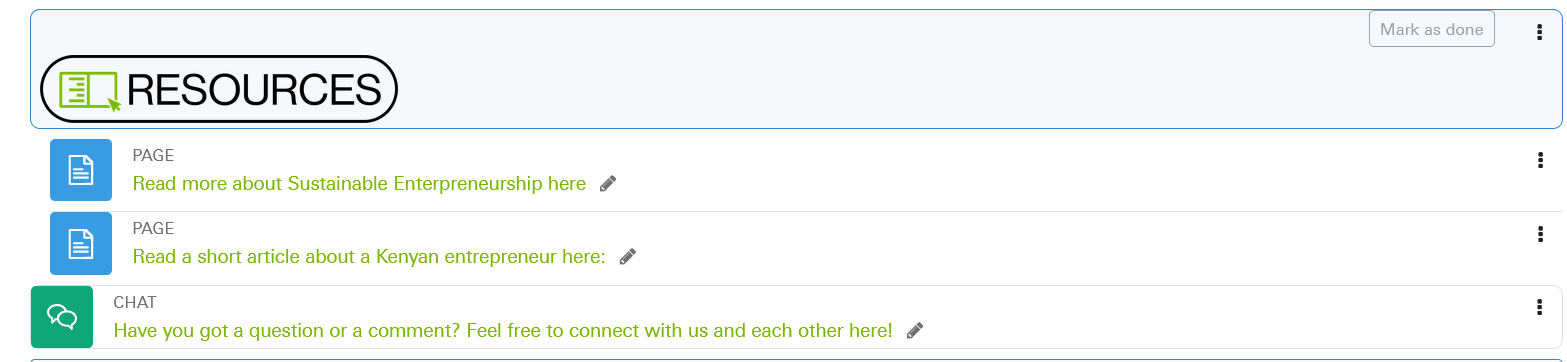 Mark as done
RESOURCES
PAGE
Read more about Sustainable Enterpreneurship here
PAGE
Read a short article about a Kenyan entrepreneur here:
CHAT
Have you got a question or a comment? Feel free to connect with us and each other here!